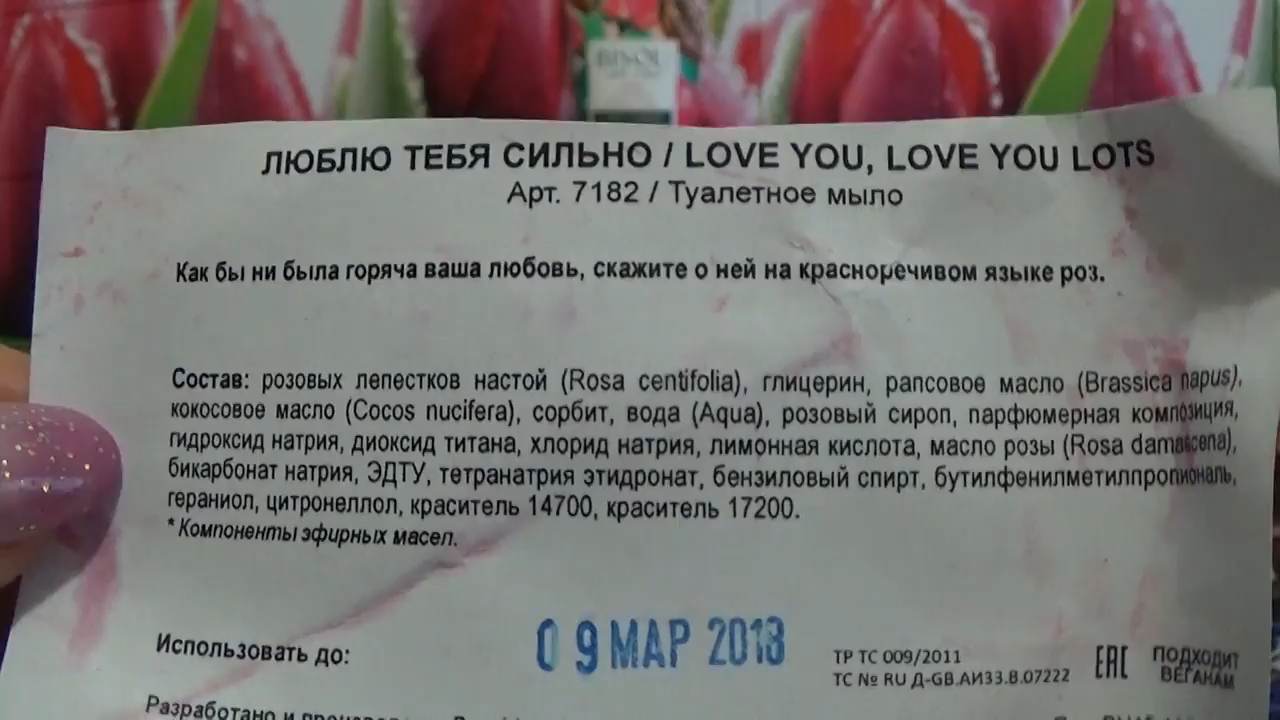 ЛЮБЛЮ ТЕБЯ СИЛЬНО / LOVE YOU, LOVE YOU LOTS
Арт. 7182 / Туалетное мыло
Как бы ни была горяча ваша любовь, скажите о ней на красноречивом языке роз.
Состав: розовых лепестков настой (Rosa centifolia), глицерин, рапсовое масло (Brassica napus),
кокосовое масло (Cocos nucifera), сорбит, вода (Aqua), розовый сироп, парфюмерная композиция,
гидроксид натрия, диоксид титана, хлорид натрия, лимонная кислота, масло розы (Rosa damascena),
бикарбонат натрия, ЭДТУ, тетранатрия этидронат, бензиловый спирт, бутилфенилметилпропиональ,
гераниол, цитронеллол, краситель 14700, краситель 17200.
* Компоненты эфирных масел.
Использовать до:
09 МАР 2018
ТР ТС 009/2011
ТС № RU Д-GB.АИ33.В.07222
EAC
ПОДХОДИТ
ВЕГАНАМ
Разработано и